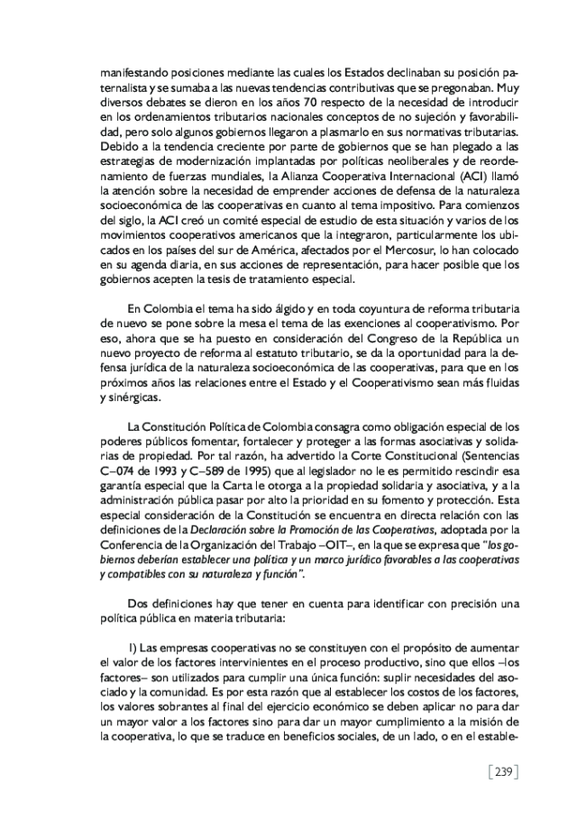 manifestando posiciones mediante las cuales los Estados declinaban su posición pa-
ternalista y se sumaba a las nuevas tendencias contributivas que se pregonaban. Muy
diversos debates se dieron en los años 70 respecto de la necesidad de introducir
en los ordenamientos tributarios nacionales conceptos de no sujeción y favorabili-
dad, pero solo algunos gobiernos llegaron a plasmarlo en sus normativas tributarias.
Debido a la tendencia creciente por parte de gobiernos que se han plegado a las
estrategias de modernización implantadas por políticas neoliberales y de reorde-
namiento de fuerzas mundiales, la Alianza Cooperativa Internacional (ACI) llamó
la atención sobre la necesidad de emprender acciones de defensa de la naturaleza
socioeconómica de las cooperativas en cuanto al tema impositivo. Para comienzos
del siglo, la ACI creó un comité especial de estudio de esta situación y varios de los
movimientos cooperativos americanos que la integraron, particularmente los ubi-
cados en los países del sur de América, afectados por el Mercosur, lo han colocado
en su agenda diaria, en sus acciones de representación, para hacer posible que los
gobiernos acepten la tesis de tratamiento especial.
En Colombia el tema ha sido álgido y en toda coyuntura de reforma tributaria
de nuevo se pone sobre la mesa el tema de las exenciones al cooperativismo. Por
eso, ahora que se ha puesto en consideración del Congreso de la República un
nuevo proyecto de reforma al estatuto tributario, se da la oportunidad para la de-
fensa jurídica de la naturaleza socioeconómica de las cooperativas, para que en los
próximos años las relaciones entre el Estado y el Cooperativismo sean más fluidas
y sinérgicas.
La Constitución Política de Colombia consagra como obligación especial de los
poderes públicos fomentar, fortalecer y proteger a las formas asociativas y solida-
rias de propiedad. Por tal razón, ha advertido la Corte Constitucional (Sentencias
C–074 de 1993 y C–589 de 1995) que al legislador no le es permitido rescindir esa
garantía especial que la Carta le otorga a la propiedad solidaria y asociativa, y a la
administración pública pasar por alto la prioridad en su fomento y protección. Esta
especial consideración de la Constitución se encuentra en directa relación con las
definiciones de la Declaración sobre la Promoción de las Cooperativas, adoptada por la
Conferencia de la Organización del Trabajo –OIT–, en la que se expresa que “los go-
biernos deberían establecer una política y un marco jurídico favorables a las cooperativas
y compatibles con su naturaleza y función”.
Dos definiciones hay que tener en cuenta para identificar con precisión una
política pública en materia tributaria:
1) Las empresas cooperativas no se constituyen con el propósito de aumentar
el valor de los factores intervinientes en el proceso productivo, sino que ellos –los
factores– son utilizados para cumplir una única función: suplir necesidades del aso-
ciado y la comunidad. Es por esta razón que al establecer los costos de los factores,
los valores sobrantes al final del ejercicio económico se deben aplicar no para dar
un mayor valor a los factores sino para dar un mayor cumplimiento a la misión de
la cooperativa, lo que se traduce en beneficios sociales, de un lado, o en el estable-
[239]